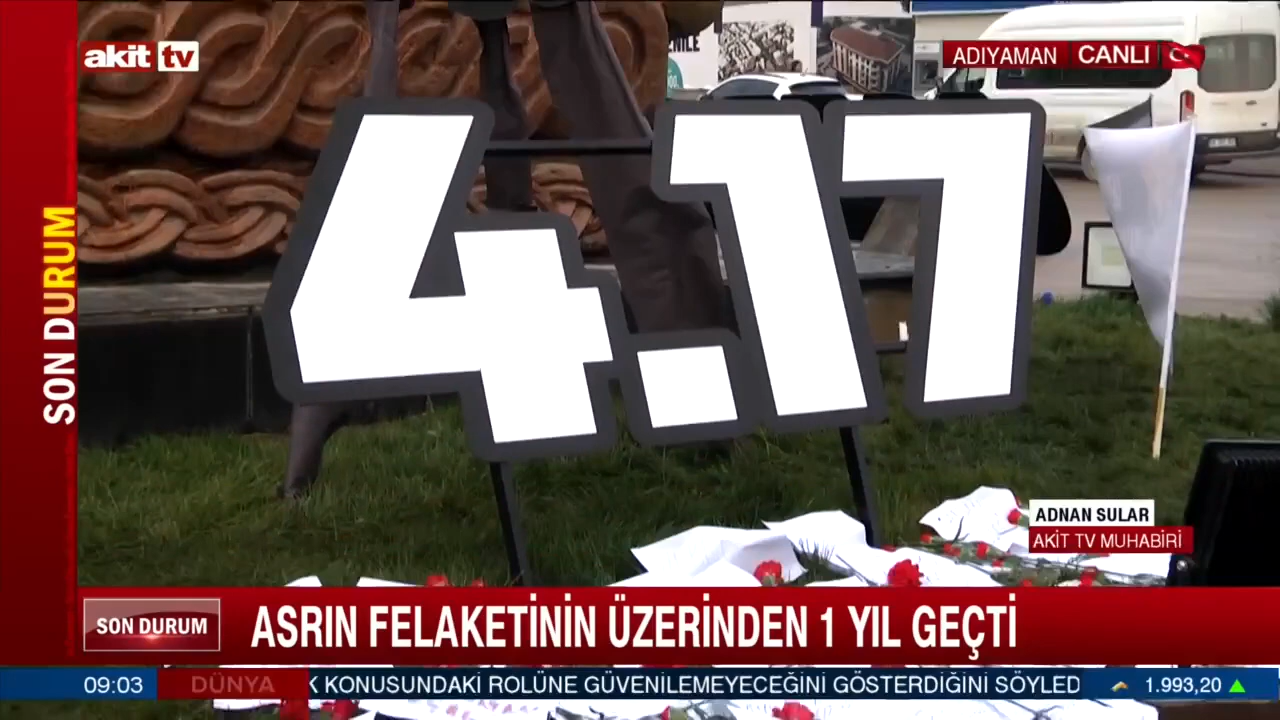 akit tv
ADIYAMAN CANLI
4.17
SON DURUM
ADNAN SULAR
AKİT TV MUHABİRİ
SON DURUM
ASRIN FELAKETİNİN ÜZERİNDEN 1 YIL GEÇTİ
09:03 DÜNYA K KONUSUNDAKİ ROLÜNE GÜVENİLEMEYECEĞİNİ GÖSTERDİĞİNİ SÖYLED 1.993,20